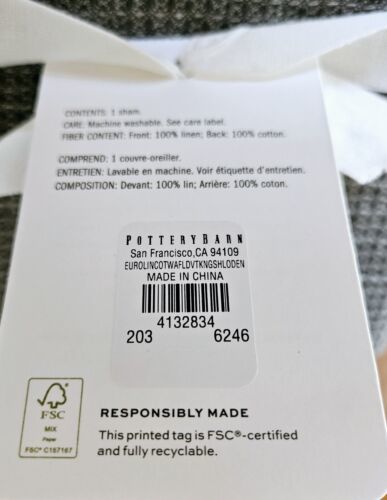 CONTENTS: 1 sham.
CARE: Machine washable. See care label.
FIBER CONTENT: Front: 100% linen; Back: 100% cotton.
COMPREND: 1 couvre-oreiller.
ENTRETIEN: Lavable en machine. Voir étiquette d'entretien.
COMPOSITION: Devant: 100% lin; Arrière: 100% coton.
POTTERY BARN
San Francisco,CA 94109
EUROLINCOTWAFLDVTKNGSHLODEN
MADE IN CHINA
4132834
203 6246
FSC
MIX
Paper
FSC® C157167
RESPONSIBLY MADE
This printed tag is FSC®-certified
and fully recyclable.